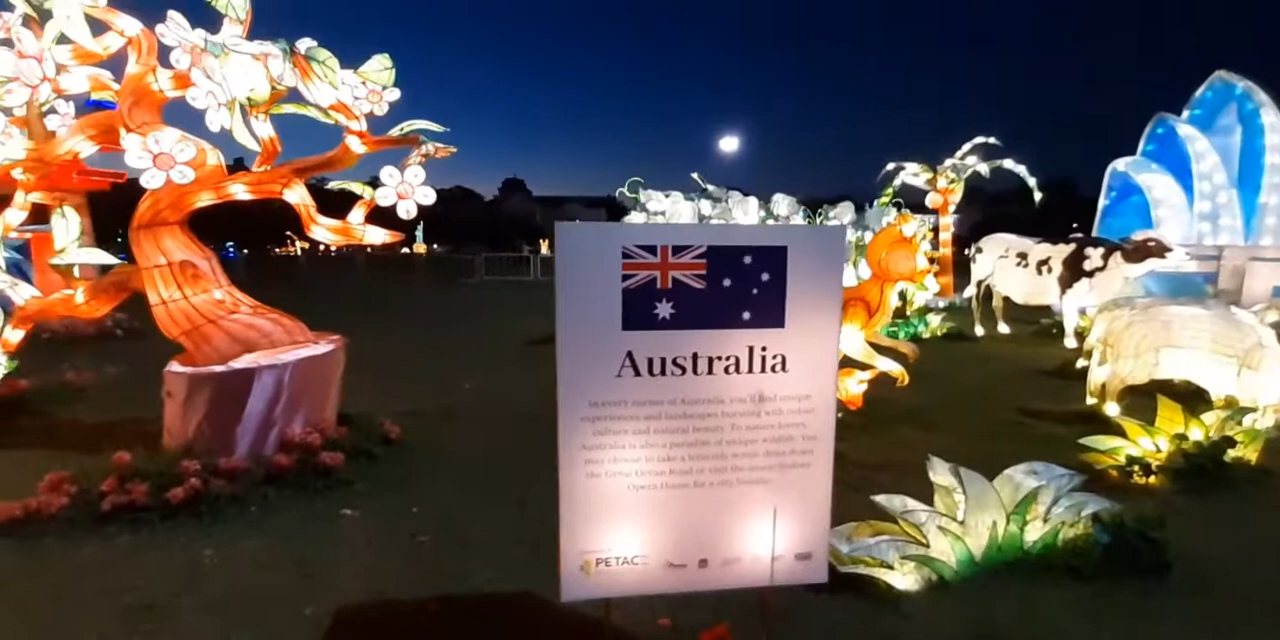 Australia
In every corner of Australia, you'll find unique
experiences and landscapes bursting with colour,
culture and natural beauty. To nature lovers,
Australia is also a paradise of unique wildlife. You
may choose to take a leisurely scenic drive down
the Great Ocean Road or visit the iconic Sydney
Opera House for a city
PETAC